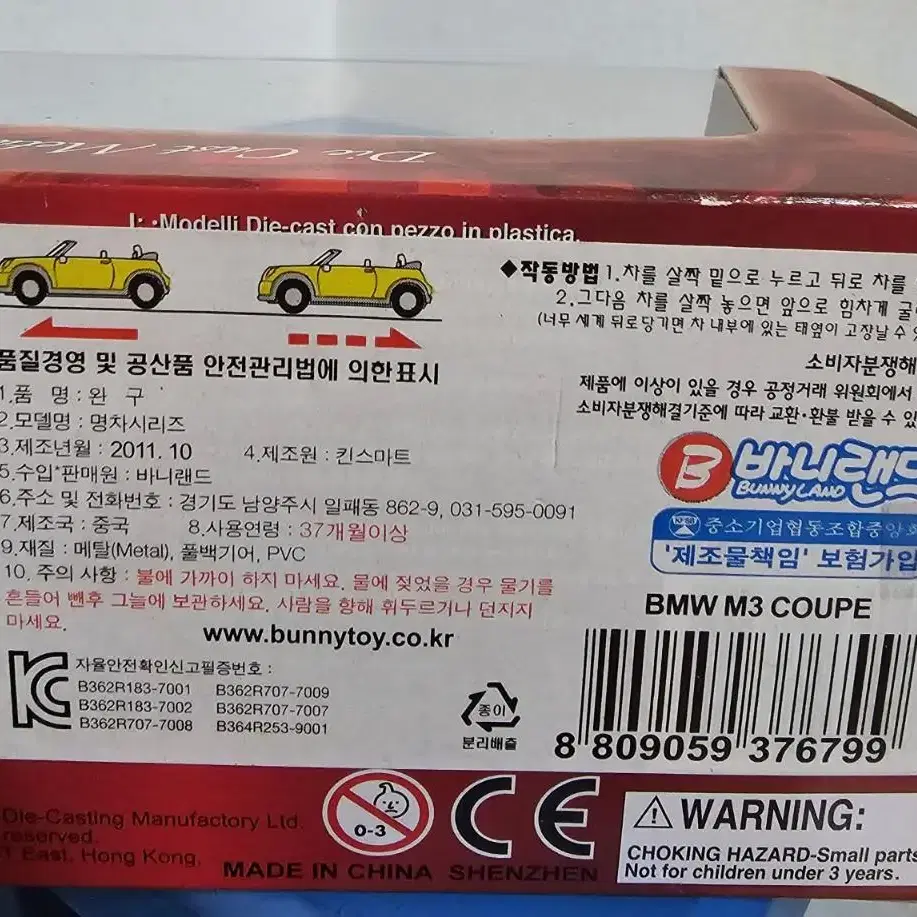 Die Cast Metal
Modelli Die-cast con pezzo in plastica.
◆작동방법 1.차를 살짝 밑으로 누르고 뒤로 차를
2.그다음 차를 살짝 놓으면 앞으로 힘차게
(너무 세게 뒤로당기면 차 내부에 있는 태엽이 고장날 수
품질경영 및 공산품 안전관리법에 의한표시
소비자분쟁해
제품에 이상이 있을 경우 공정거래 위원회에서
소비자분쟁해결기준에 따라 교환·환불 받을 수 있
1.품 명 : 완 구
2.모델명 : 명차시리즈
3.제조년월 : 2011. 10 4.제조원 : 킨스마트
5.수입*판매원 : 바니랜드
6.주소 및 전화번호 : 경기도 남양주시 일패동 862-9, 031-595-0091
7.제조국 : 중국 8.사용연령 : 37개월이상
9.재질 : 메탈(Metal), 풀백기어, PVC
10. 주의 사항 : 불에 가까이 하지 마세요. 물에 젖었을 경우 물기를
흔들어 뺀후 그늘에 보관하세요. 사람을 향해 휘두르거나 던지지
마세요.
www.bunnytoy.co.kr
B 바니랜드
BUNNYLAND
중소기업협동조합중앙회
'제조물책임' 보험가입
BMW M3 COUPE
8 809059 376799
자율안전확인신고필증번호 :
B362R183-7001 B362R707-7009
B362R183-7002 B362R707-7007
B362R707-7008 B364R253-9001
종이
분리배출
Die-Casting Manufactory Ltd.
reserved.
East, Hong Kong.
0-3
CE
MADE IN CHINA SHENZHEN
WARNING:
CHOKING HAZARD-Small parts
Not for children under 3 years.